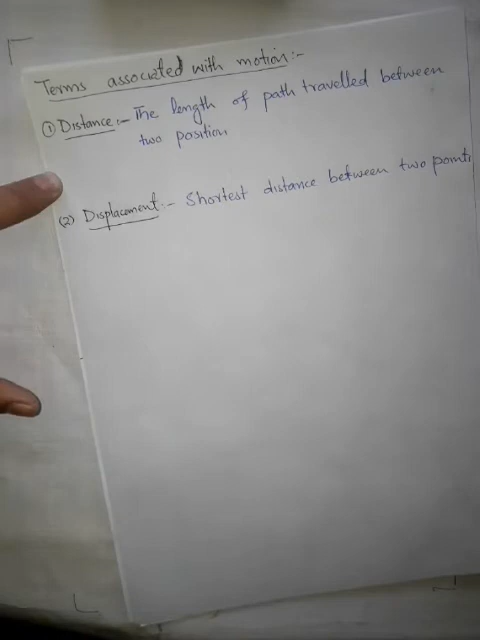 Terms associated with motion:-
① Distance:- The length of path travelled between
two position
(2) Displacement:- Shortest distance between two points